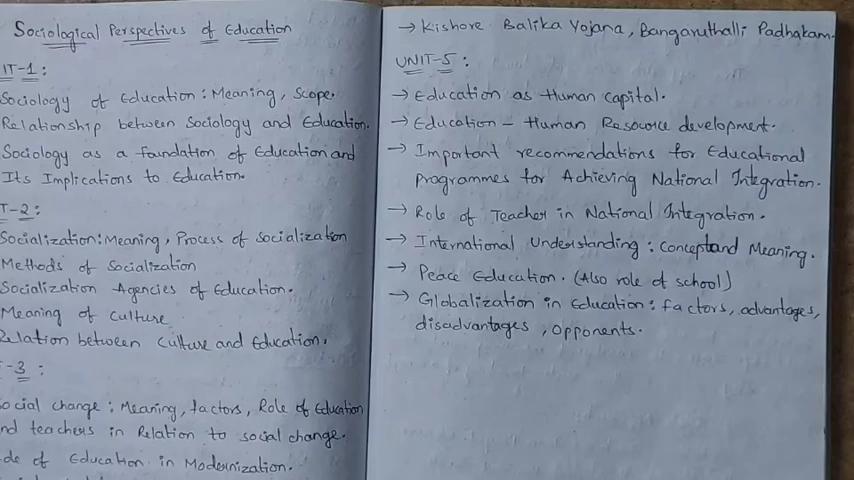 Sociological Perspectives of Education
IT-1:
Sociology of Education: Meaning, Scope.
Relationship between Sociology and Education.
Sociology as a foundation of Education and
Its Implications to Education.
T-2:
Socialization: Meaning, Process of Socialization
Methods of Socialization
Socialization Agencies of Education.
Meaning of Culture
Relation between Culture and Education.
-3:
Social change: Meaning, factors, Role of Education
nd teachers in Relation to social change.
de of Education in Modernization.
→ Kishore Balika Yojana, Bangaruthalli Padhakam.
UNIT-5:
→ Education as Human Capital.
→ Education - Human Resource development.
→ Important recommendations for Educational
Programmes for Achieving National Integration.
→ Role of Teacher in National Integration.
→ International Understanding: Concept and Meaning.
→ Peace Education. (Also role of school)
→ Globalization in Education: factors, advantages,
disadvantages, Opponents.